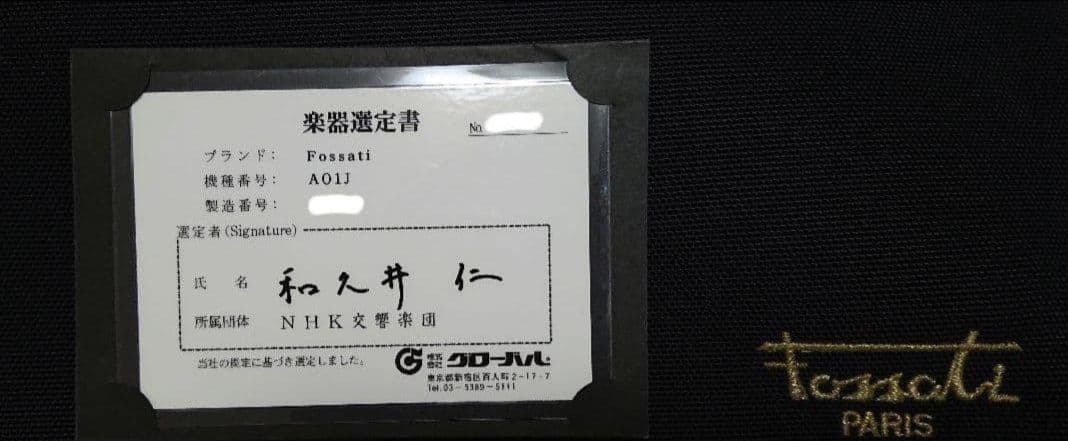 楽器選定書
No.
ブランド： Fossati
機種番号： A01J
製造番号：
選定者(Signature)
氏 名 和久井 仁
所属団体 NHK交響楽団
当社の規定に基づき選定しました。
G 株式会社 グローバル
東京都新宿区百人町2-17-7
Tel.03-5389-5111
Fossati
PARIS